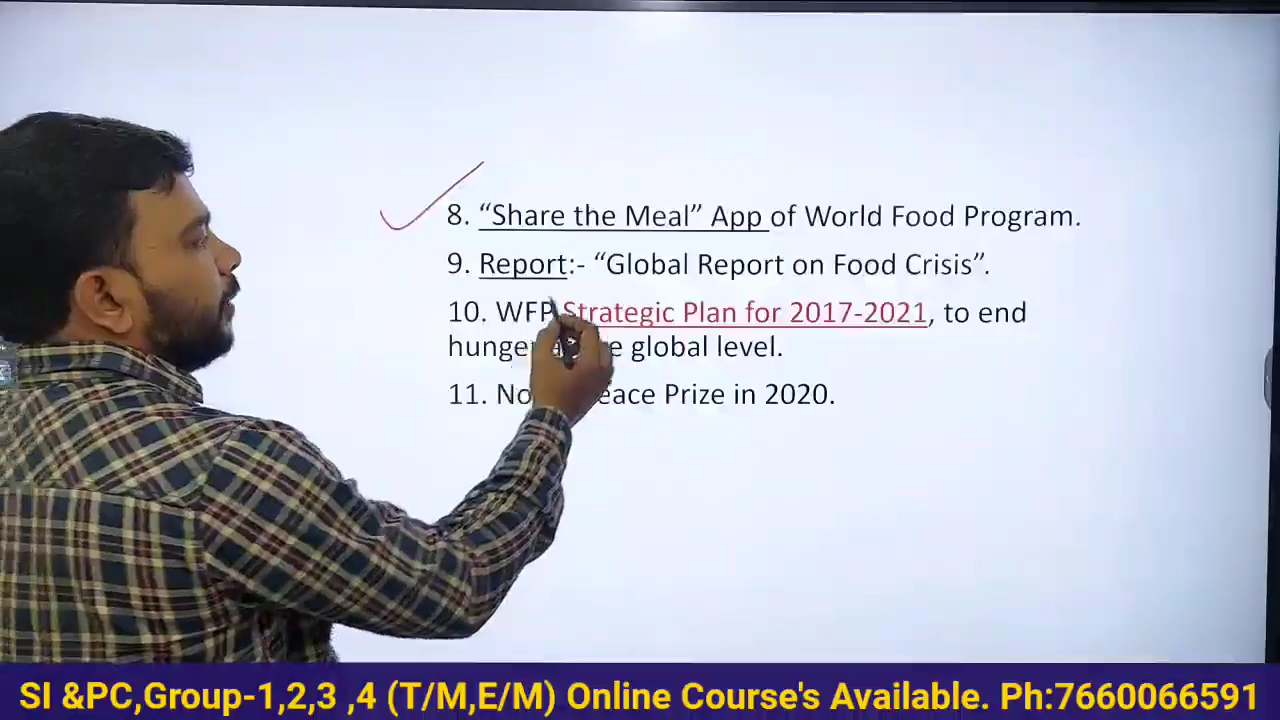 8. “Share the Meal” App of World Food Program.
9. Report:- “Global Report on Food Crisis”.
10. WFP Strategic Plan for 2017-2021, to end
hunger global level.
11. Peace Prize in 2020.
SI &PC,Group-1,2,3 ,4 (T/M,E/M) Online Course's Available. Ph:7660066591